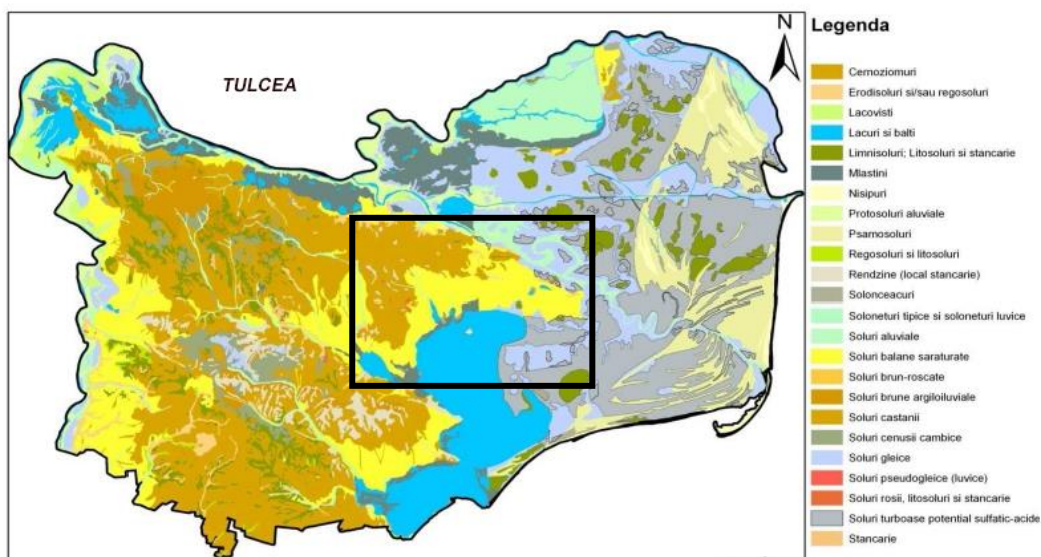 TULCEA
N
Legenda
Cernoziomuri
Erodisoluri si/sau regosoluri
Lacovisti
Lacuri si balti
Limnisoluri; Litosoluri si stancarie
Mlastini
Nisipuri
Protosoluri aluviale
Psamosoluri
Regosoluri si litosoluri
Rendzine (local stancarie)
Solonceacuri
Soloneturi tipice si soloneturi luvice
Soluri aluviale
Soluri balane saraturate
Soluri brun-roscate
Soluri brune argiloiluviale
Soluri castanii
Soluri cenusii cambice
Soluri gleice
Soluri pseudogleice (luvice)
Soluri rosii, litosoluri si stancarie
Soluri turboase potential sulfatic-acide
Stancarie